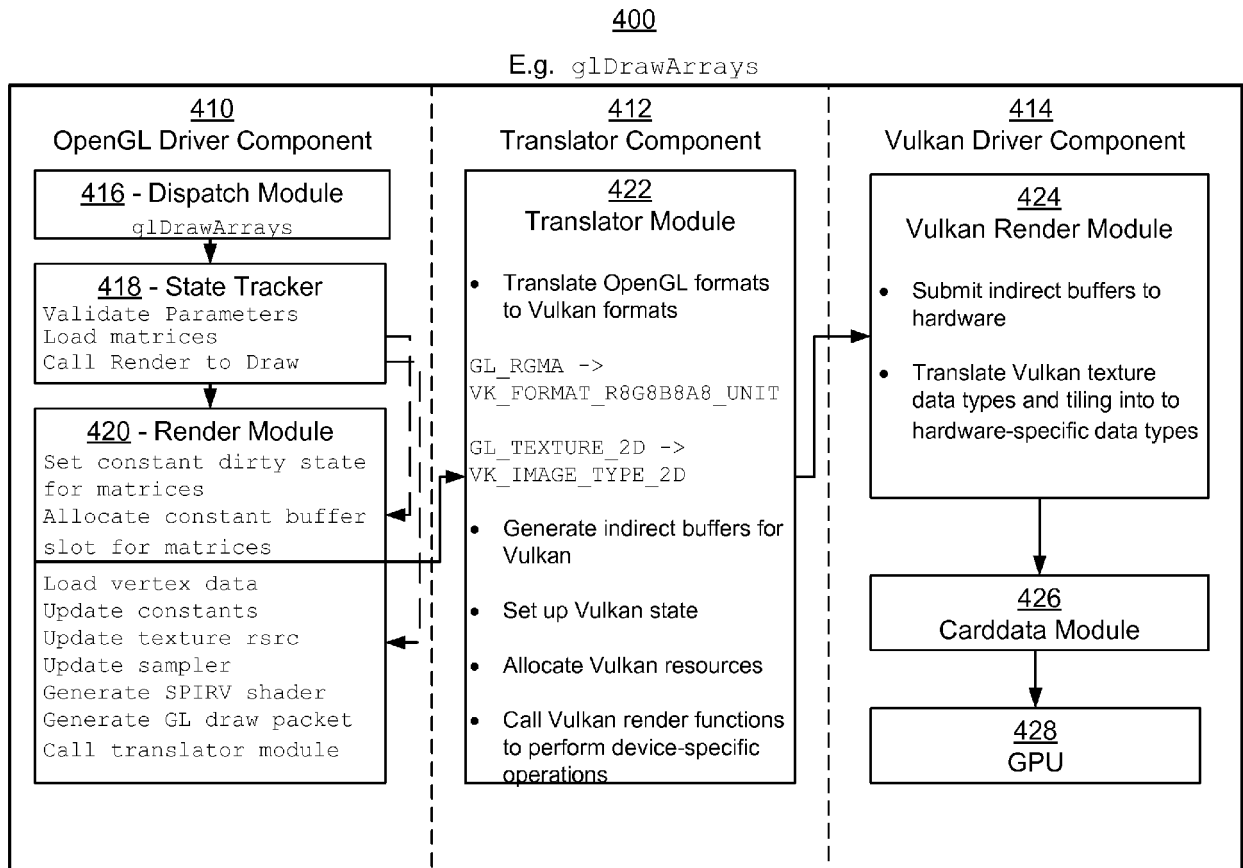 400
E.g. glDrawArrays
410
OpenGL Driver Component
416 - Dispatch Module
glDrawArrays
418 - State Tracker
Validate Parameters
Load matrices
Call Render to Draw
420 - Render Module
Set constant dirty state
for matrices
Allocate constant buffer
slot for matrices
Load vertex data
Update constants
Update texture rsrc
Update sampler
Generate SPIRV shader
Generate GL draw packet
Call translator module
412
Translator Component
422
Translator Module
• Translate OpenGL formats
to Vulkan formats
GL_RGMA ->
VK_FORMAT_R8G8B8A8_UNIT
GL_TEXTURE_2D ->
VK_IMAGE_TYPE_2D
• Generate indirect buffers for
Vulkan
• Set up Vulkan state
• Allocate Vulkan resources
• Call Vulkan render functions
to perform device-specific
operations
414
Vulkan Driver Component
424
Vulkan Render Module
• Submit indirect buffers to
hardware
• Translate Vulkan texture
data types and tiling into to
hardware-specific data types
426
Carddata Module
428
GPU